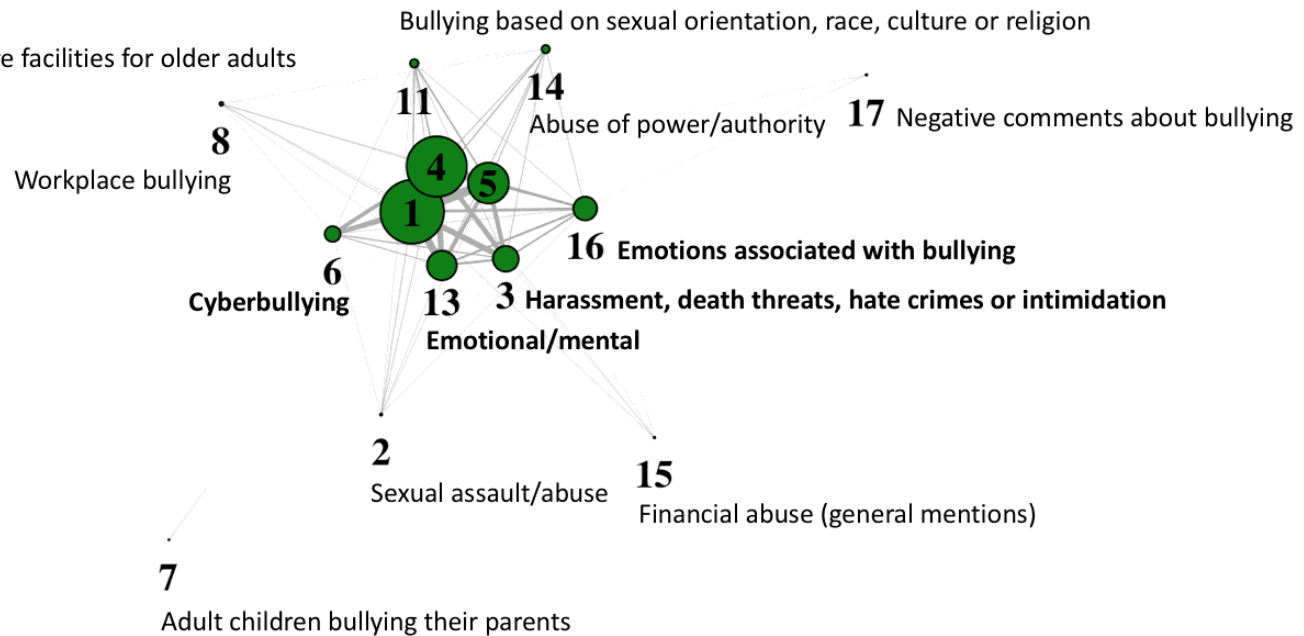 Bullying based on sexual orientation, race, culture or religion
facilities for older adults
11
14
Abuse of power/authority
17 Negative comments about bullying
8
Workplace bullying
4
5
1
16 Emotions associated with bullying
6
Cyberbullying
13
3 Harassment, death threats, hate crimes or intimidation
Emotional/mental
2
Sexual assault/abuse
15
Financial abuse (general mentions)
7
Adult children bullying their parents